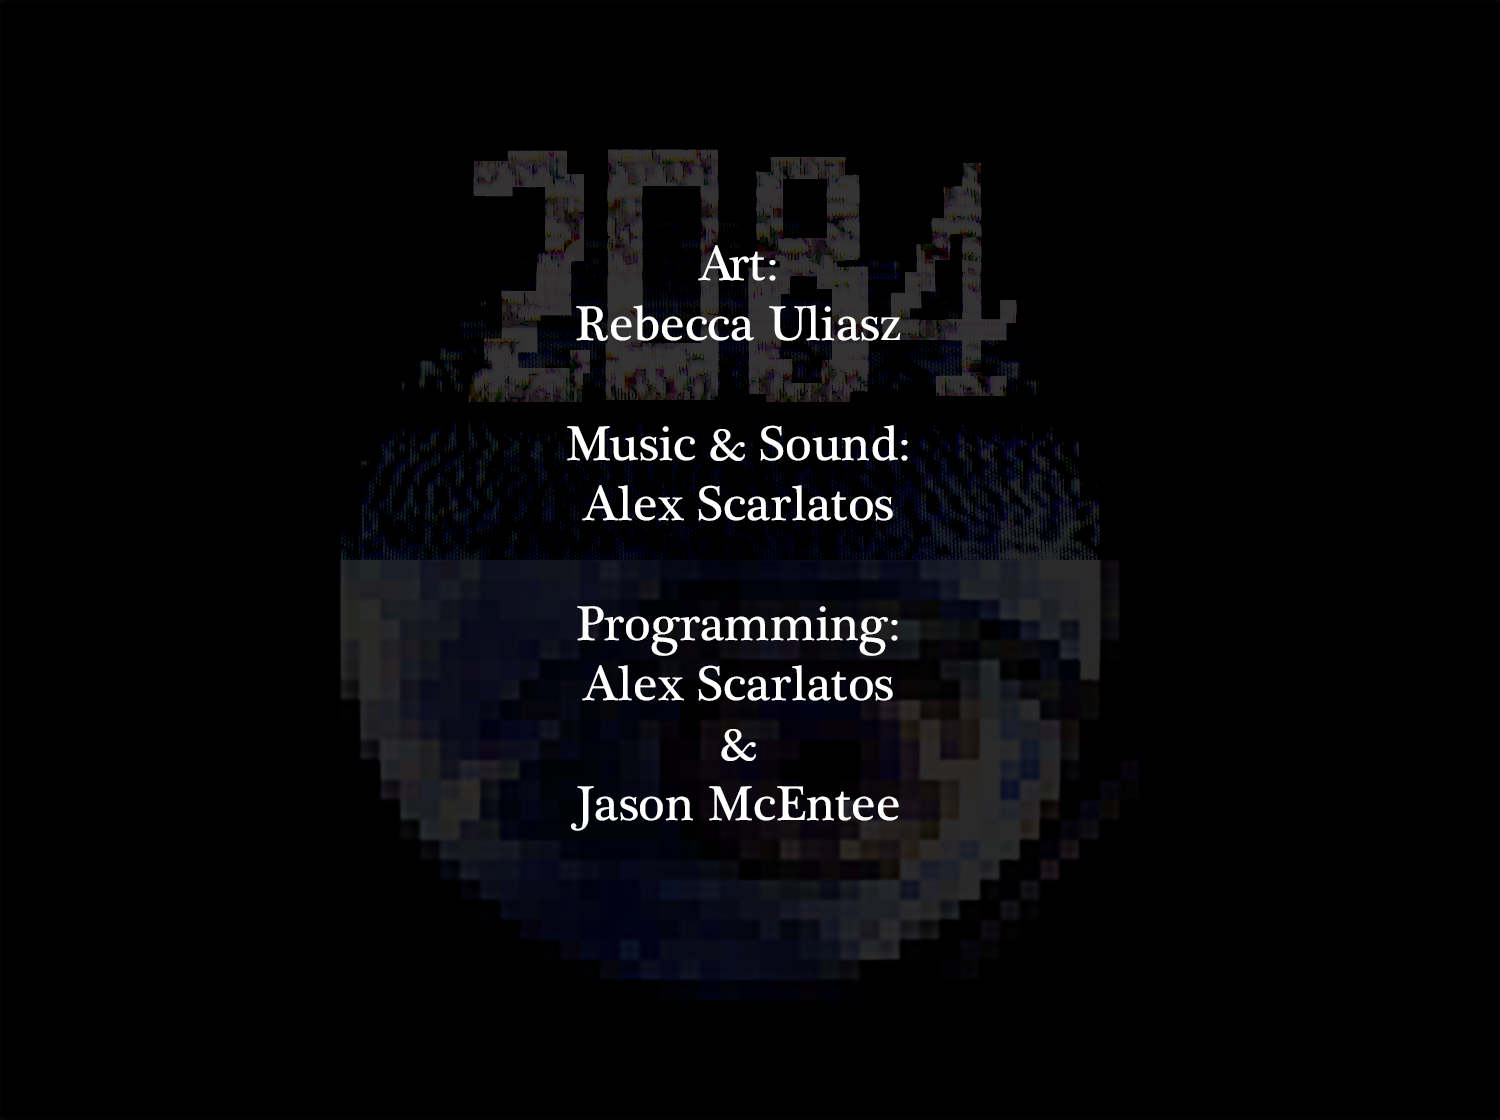 2084
Art:
Rebecca Uliasz
Music & Sound:
Alex Scarlatos
Programming:
Alex Scarlatos
&
Jason McEntee